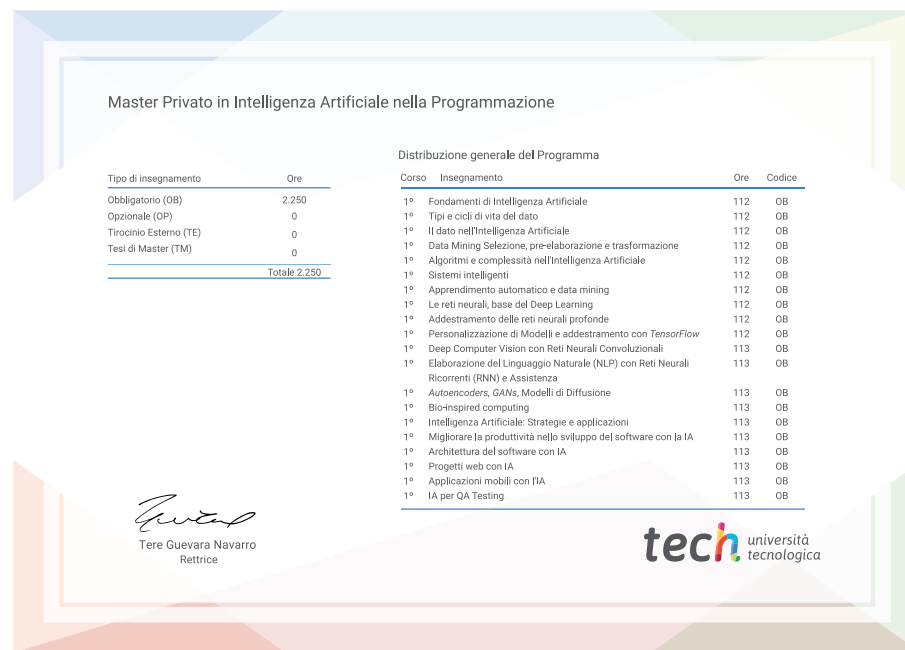 Master Privato in Intelligenza Artificiale nella Programmazione
Tipo di insegnamento Ore
Obbligatorio (OB) 2.250
Opzionale (OP) 0
Tirocinio Esterno (TE) 0
Tesi di Master (TM) 0
Totale 2.250
Distribuzione generale del Programma
Corso Insegnamento Ore Codice
1º Fondamenti di Intelligenza Artificiale 112 OB
1º Tipi e cicli di vita del dato 112 OB
1º Il dato nell'Intelligenza Artificiale 112 OB
1º Data Mining Selezione, pre-elaborazione e trasformazione 112 OB
1º Algoritmi e complessità nell'Intelligenza Artificiale 112 OB
1º Sistemi intelligenti 112 OB
1º Apprendimento automatico e data mining 112 OB
1º Le reti neurali, base del Deep Learning 112 OB
1º Addestramento delle reti neurali profonde 112 OB
1º Personalizzazione di Modelli e addestramento con TensorFlow 112 OB
1º Deep Computer Vision con Reti Neurali Convoluzionali 113 OB
1º Elaborazione del Linguaggio Naturale (NLP) con Reti Neurali 113 OB
Ricorrenti (RNN) e Assistenza
1º Autoencoders, GANs, Modelli di Diffusione 113 OB
1º Bio-inspired computing 113 OB
1º Intelligenza Artificiale: Strategie e applicazioni 113 OB
1º Migliorare la produttività nello sviluppo del software con la IA 113 OB
1º Architettura del software con IA 113 OB
1º Progetti web con IA 113 OB
1º Applicazioni mobili con l'IA 113 OB
1º IA per QA Testing 113 OB
Tere Guevara Navarro
Rettrice
tech università
tecnologica